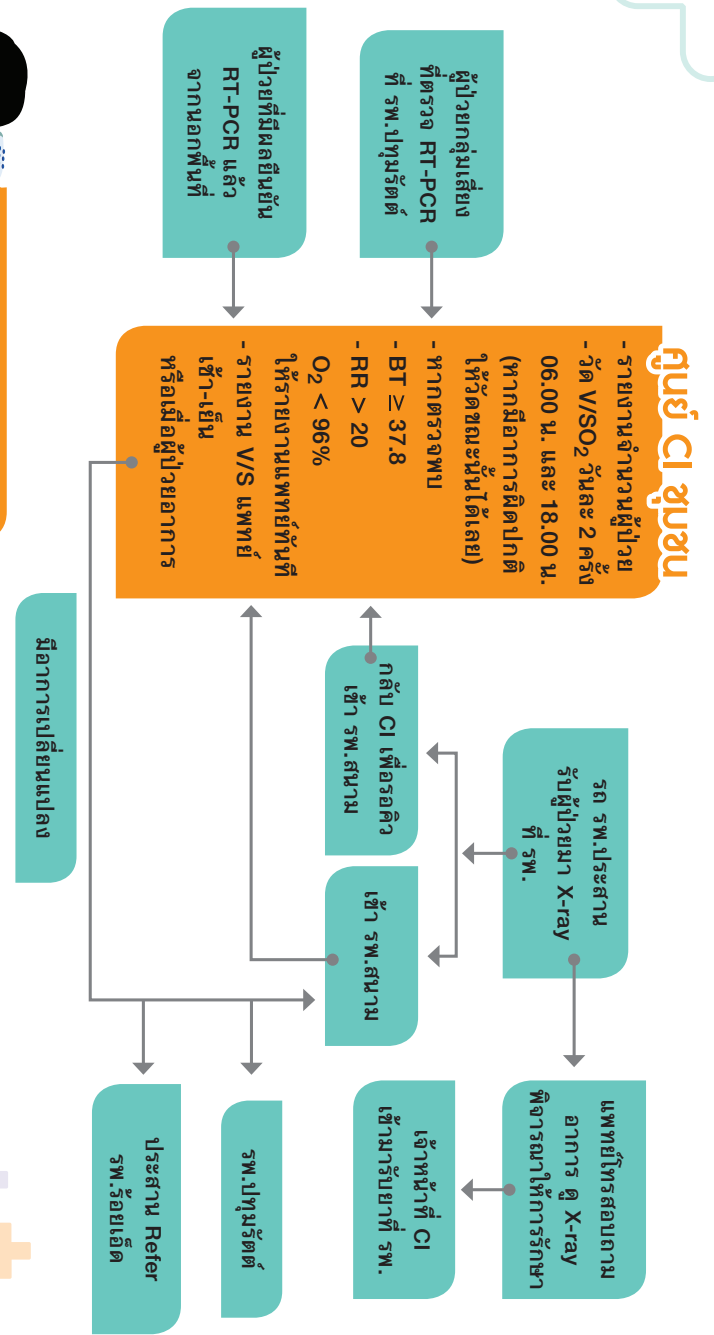 ศูนย์ CI ชุมชน
ผู้ป่วยกลุ่มเสี่ยง
ที่ตรวจ RT-PCR
ที่ รพ.ปทุมรัตต์
ผู้ป่วยที่มีผลยืนยัน
RT-PCR แล้ว
จากนอกพื้นที่
- รายงานจำนวนผู้ป่วย
- วัด V/SO₂ วันละ 2 ครั้ง
06.00 น. และ 18.00 น.
(หากมีอาการผิดปกติ
ให้วัดขณะนั้นได้เลย)
- หากตรวจพบ
- BT ≥ 37.8
- RR > 20
O₂ < 96%
ให้รายงานแพทย์ทันที
- รายงาน V/S แพทย์
เช้า-เย็น
หรือเมื่อผู้ป่วยอาการ
รถ รพ.ประสาน
รับผู้ป่วยมา X-ray
ที่ รพ.
กลับ CI เพื่อรอคิว
เข้า รพ.สนาม
เข้า รพ.สนาม
มีอาการเปลี่ยนแปลง
แพทย์โทรสอบถาม
อาการ ดู X-ray
พิจารณาให้การรักษา
เจ้าหน้าที่ CI
เข้ามารับยาที่ รพ.
รพ.ปทุมรัตต์
ประสาน Refer
รพ.ร้อยเอ็ด